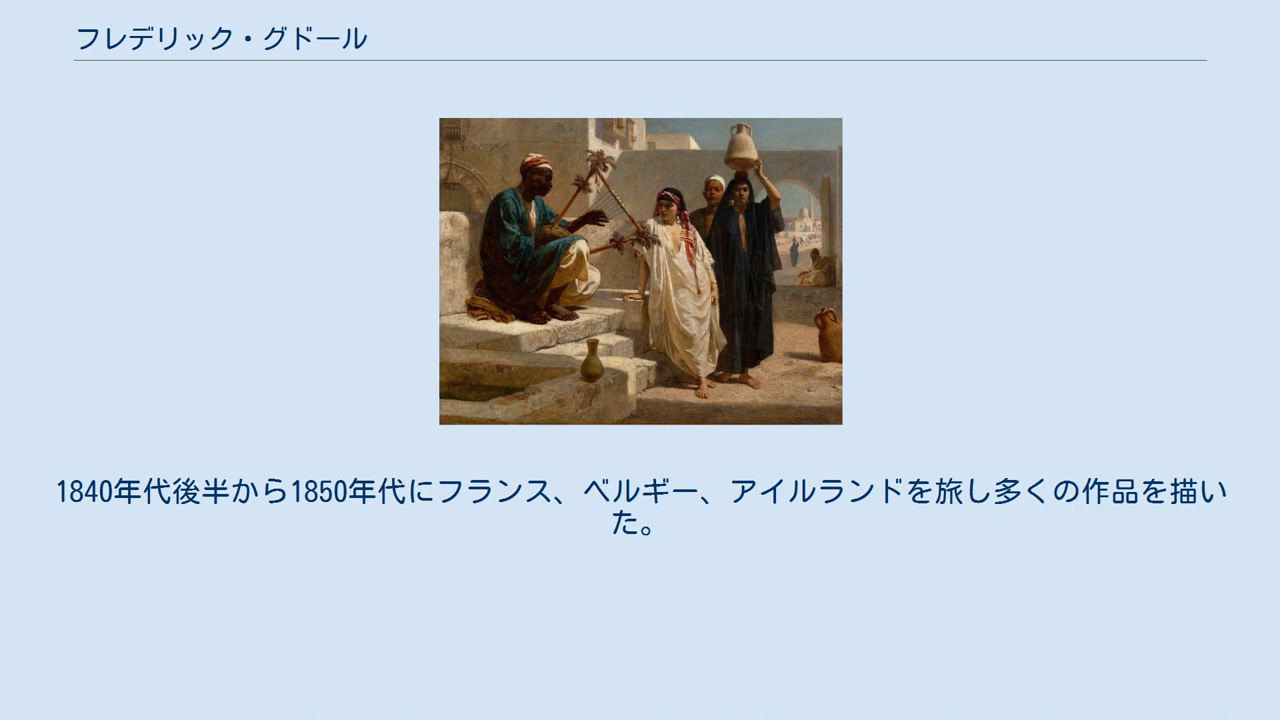 フレデリック・グドール
1840年代後半から1850年代にフランス、ベルギー、アイルランドを旅し多くの作品を描い
た。